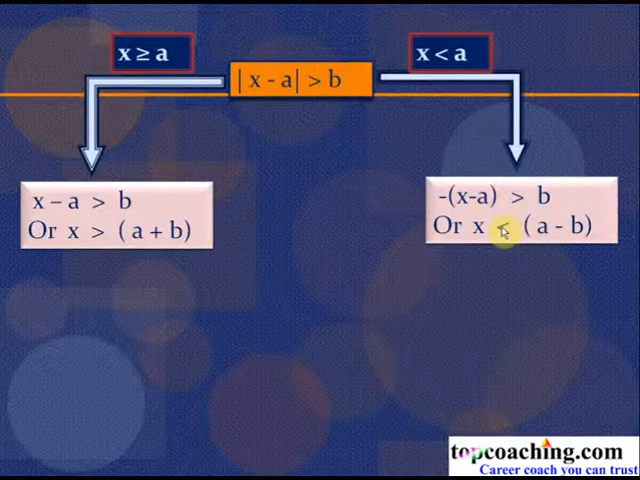 x ≥ a
x < a
| x - a| > b
x – a > b
Or x > ( a + b)
-(x-a) > b
Or x < ( a - b)
topcoaching.com
Career coach you can trust